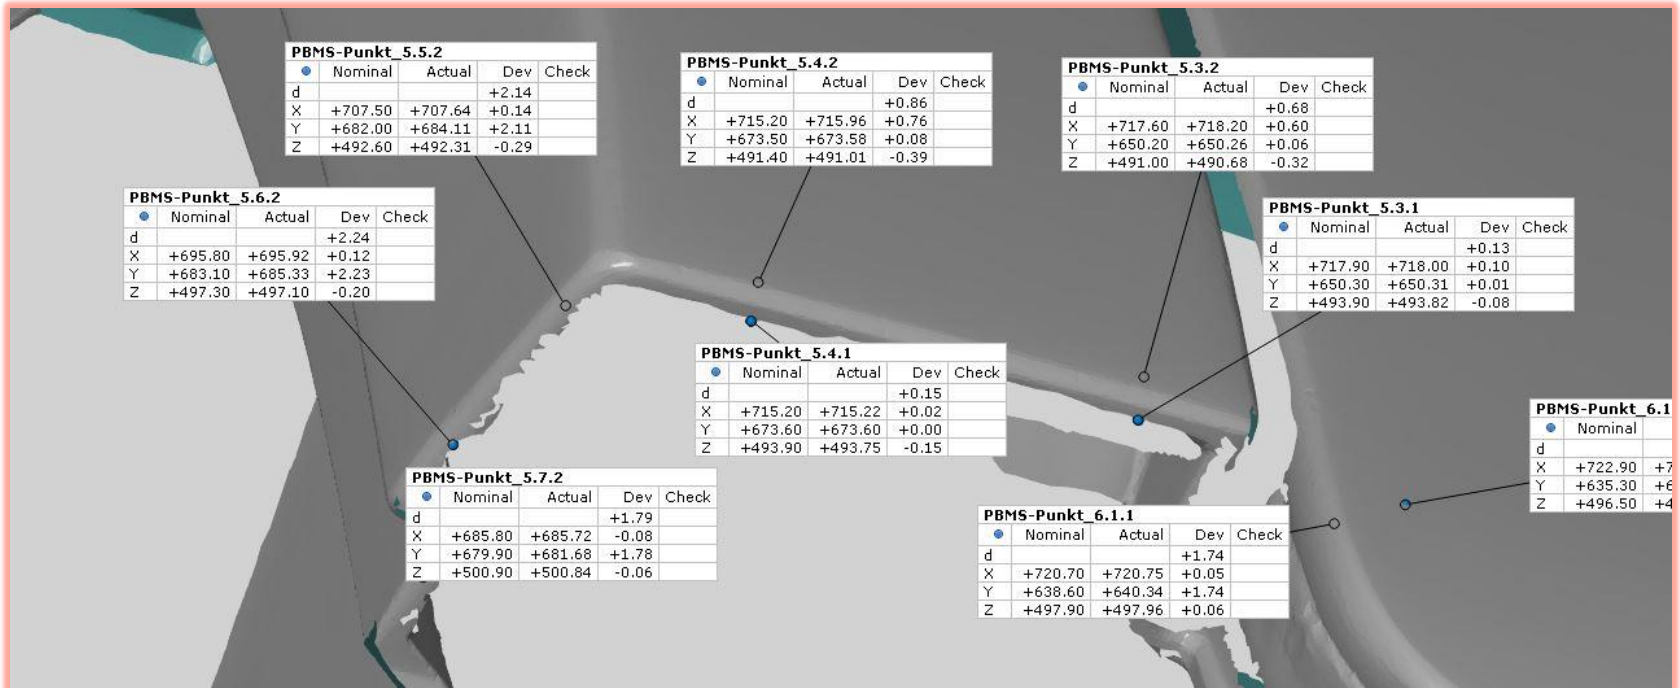 PBMS-Punkt_5.5.2
Nominal Actual Dev Check
d +2.14
X +707.50 +707.64 +0.14
Y +682.00 +684.11 +2.11
Z +492.60 +492.31 -0.29
PBMS-Punkt_5.4.2
Nominal Actual Dev Check
d +0.86
X +715.20 +715.96 +0.76
Y +673.50 +673.58 +0.08
Z +491.40 +491.01 -0.39
PBMS-Punkt_5.3.2
Nominal Actual Dev Check
d +0.68
X +717.60 +718.20 +0.60
Y +650.20 +650.26 +0.06
Z +491.00 +490.68 -0.32
PBMS-Punkt_5.6.2
Nominal Actual Dev Check
d +2.24
X +695.80 +695.92 +0.12
Y +683.10 +685.33 +2.23
Z +497.30 +497.10 -0.20
PBMS-Punkt_5.3.1
Nominal Actual Dev Check
d +0.13
X +717.90 +718.00 +0.10
Y +650.30 +650.31 +0.01
Z +493.90 +493.82 -0.08
PBMS-Punkt_5.4.1
Nominal Actual Dev Check
d +0.15
X +715.20 +715.22 +0.02
Y +673.60 +673.60 +0.00
Z +493.90 +493.75 -0.15
PBMS-Punkt_6.1
Nominal
d
X +722.90 +7
Y +635.30 +6
Z +496.50 +4
PBMS-Punkt_5.7.2
Nominal Actual Dev Check
d +1.79
X +685.80 +685.72 -0.08
Y +679.90 +681.68 +1.78
Z +500.90 +500.84 -0.06
PBMS-Punkt_6.1.1
Nominal Actual Dev Check
d +1.74
X +720.70 +720.75 +0.05
Y +638.60 +640.34 +1.74
Z +497.90 +497.96 +0.06